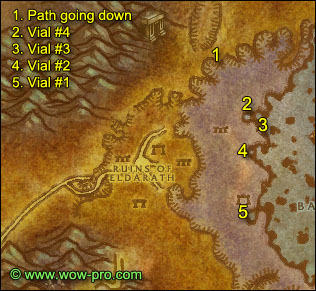 1. Path going down
2. Vial #4
3. Vial #3
4. Vial #2
5. Vial #1
1
2
3
4
RUINS OF
ELDARATH
5
BA
© www.wow-pro.com